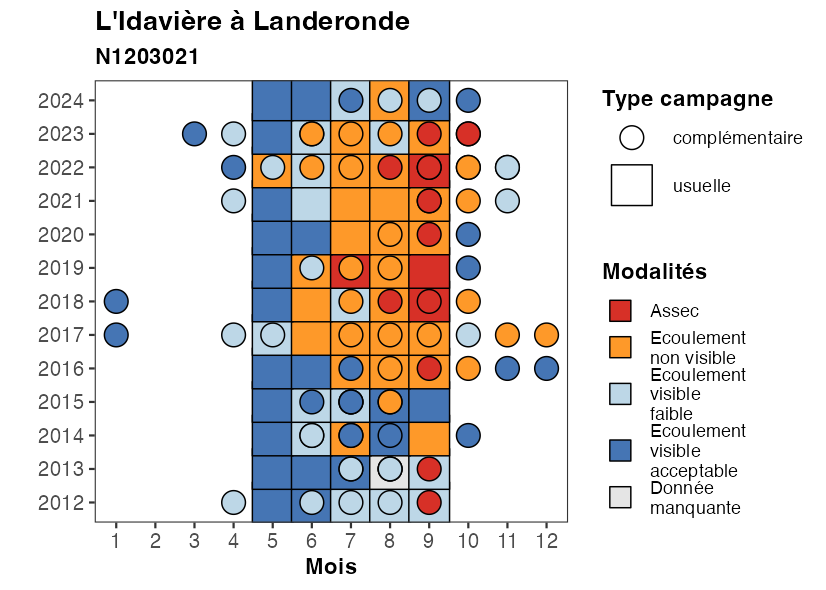 L'Idavière à Landeronde
N1203021
2024
2023
2022
2021
2020
2019
2018
2017
2016
2015
2014
2013
2012
1 2 3 4 5 6 7 8 9 10 11 12
Mois
Type campagne
complémentaire
usuelle
Modalités
Assec
Ecoulement
non visible
Ecoulement
visible
faible
Ecoulement
visible
acceptable
Donnée
manquante